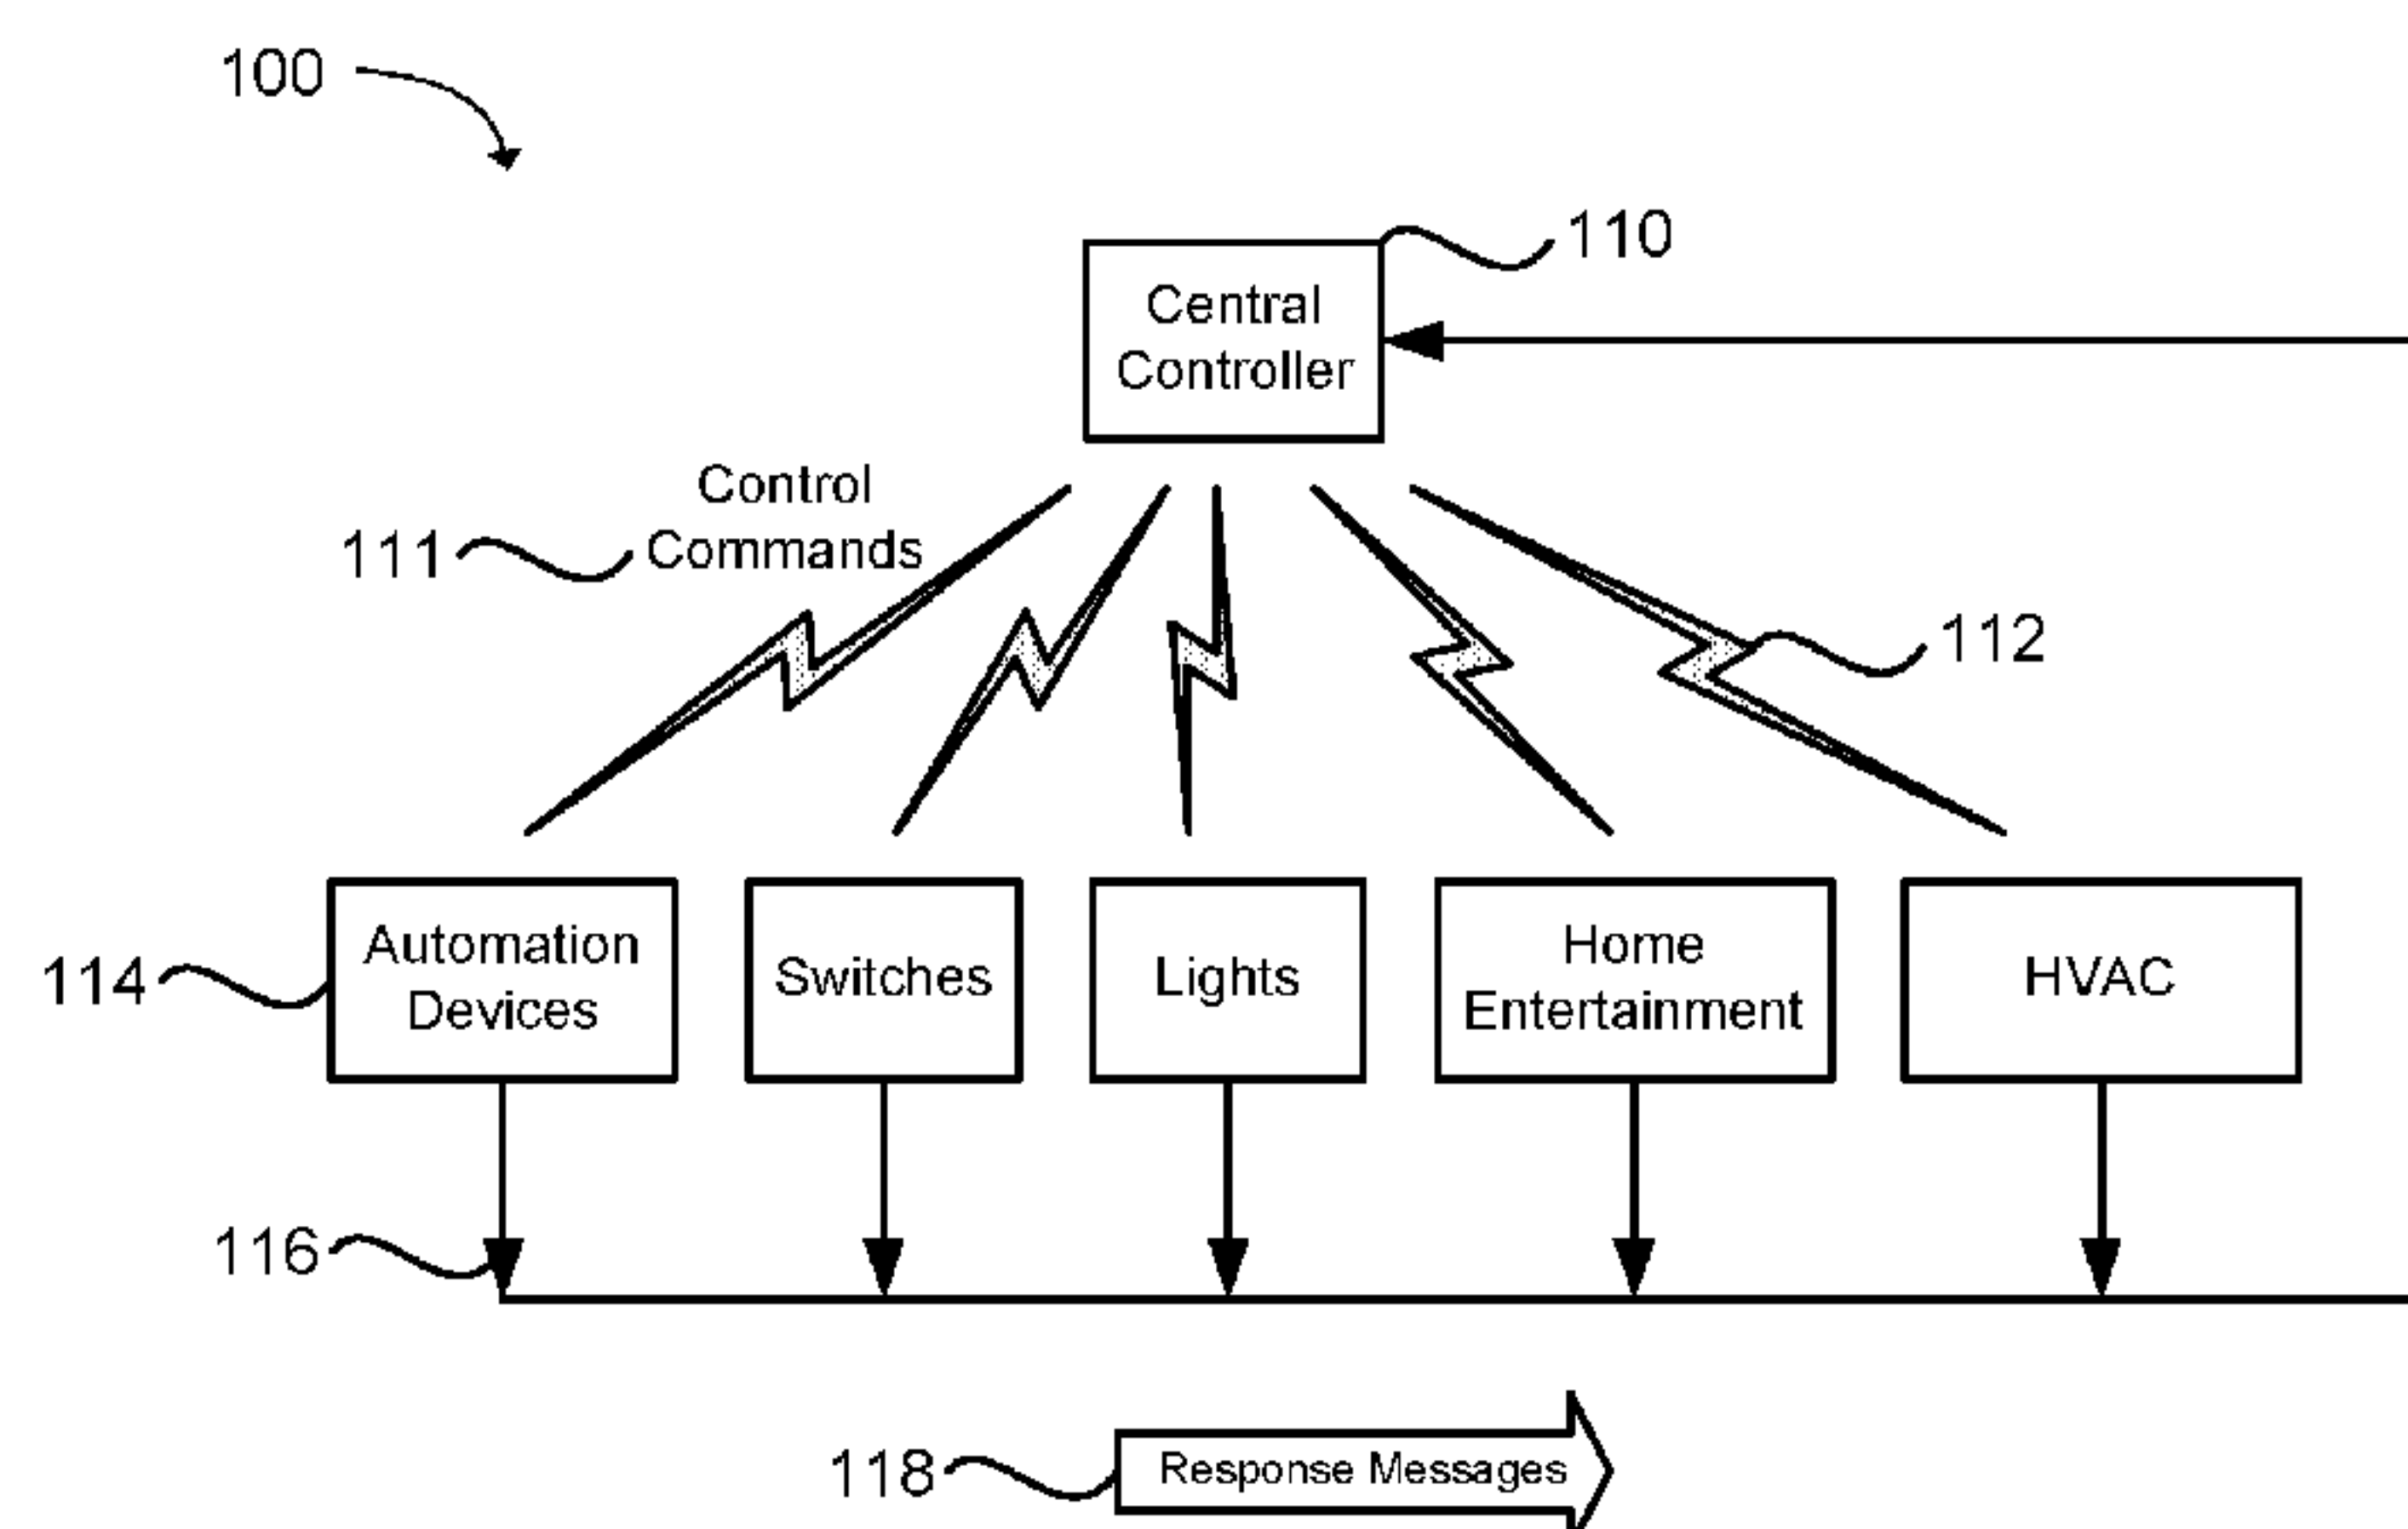 100
110
Central
Controller
Control
111 Commands
112
Automation
Devices
Switches
Lights
Home
Entertainment
HVAC
114
116
118
Response Messages